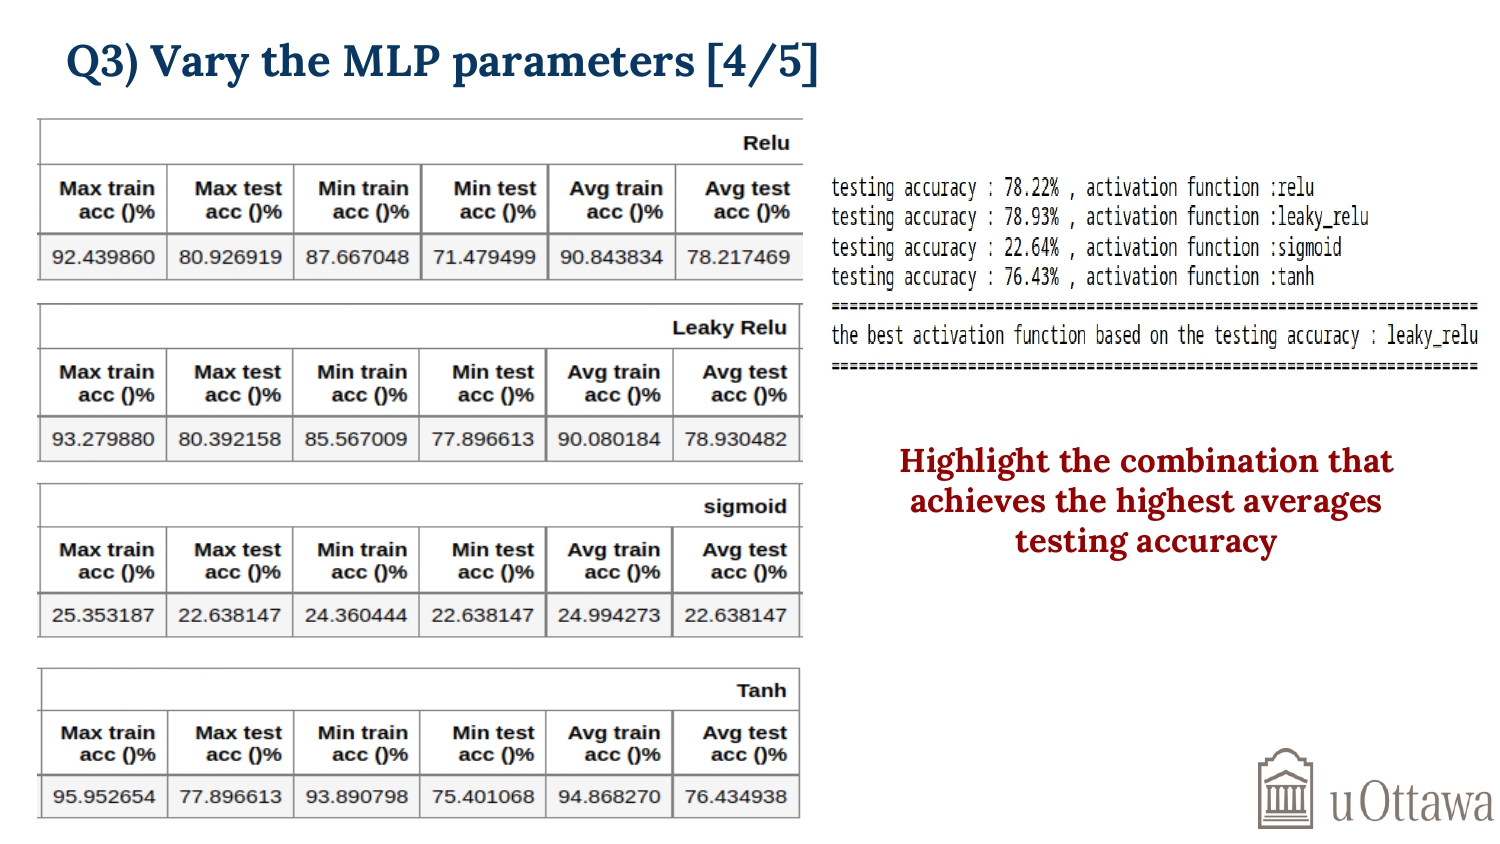 Q3) Vary the MLP parameters [4/5]
Relu
Max train acc ()% Max test acc ()% Min train acc ()% Min test acc ()% Avg train acc ()% Avg test acc ()%
92.439860 80.926919 87.667048 71.479499 90.843834 78.217469
Leaky Relu
Max train acc ()% Max test acc ()% Min train acc ()% Min test acc ()% Avg train acc ()% Avg test acc ()%
93.279880 80.392158 85.567009 77.896613 90.080184 78.930482
sigmoid
Max train acc ()% Max test acc ()% Min train acc ()% Min test acc ()% Avg train acc ()% Avg test acc ()%
25.353187 22.638147 24.360444 22.638147 24.994273 22.638147
Tanh
Max train acc ()% Max test acc ()% Min train acc ()% Min test acc ()% Avg train acc ()% Avg test acc ()%
95.952654 77.896613 93.890798 75.401068 94.868270 76.434938
testing accuracy : 78.22% , activation function :relu
testing accuracy : 78.93% , activation function :leaky_relu
testing accuracy : 22.64% , activation function :sigmoid
testing accuracy : 76.43% , activation function :tanh
=======================================================================
the best activation function based on the testing accuracy : leaky_relu
=======================================================================
Highlight the combination that
achieves the highest averages
testing accuracy
uOttawa